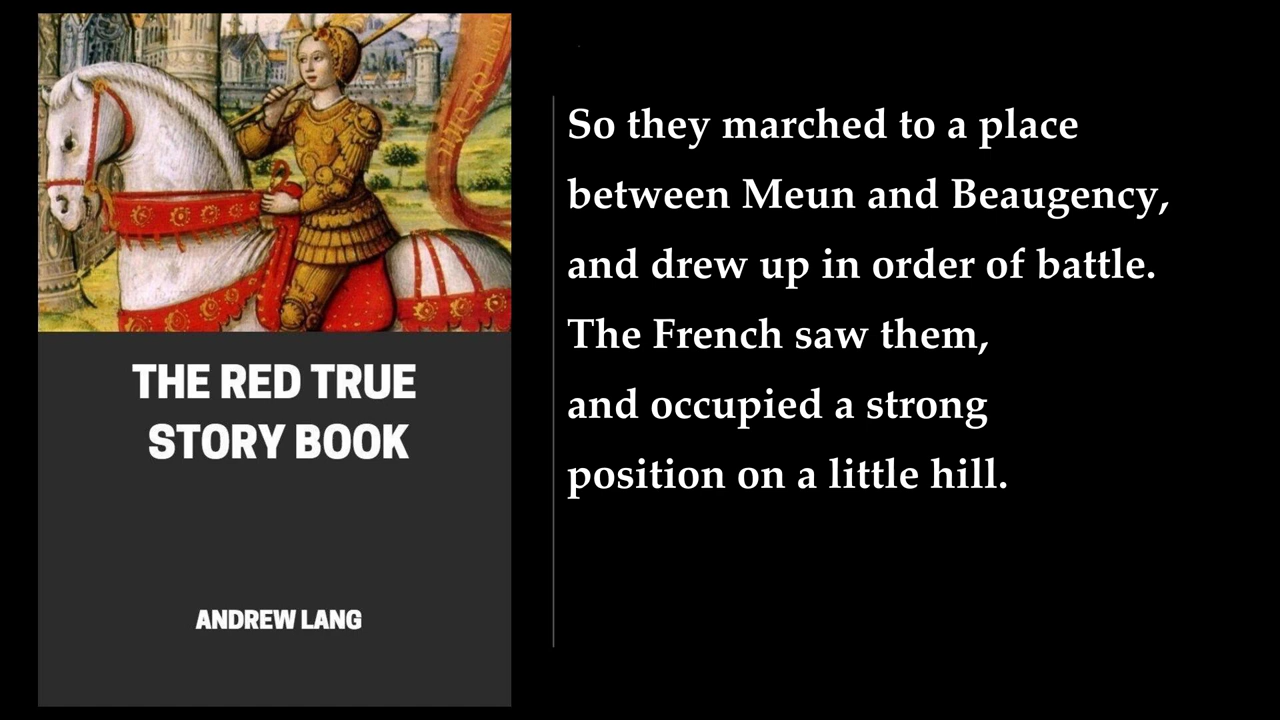 THE RED TRUE
STORY BOOK
ANDREW LANG
So they marched to a place
between Meun and Beaugency,
and drew up in order of battle.
The French saw them,
and occupied a strong
position on a little hill.